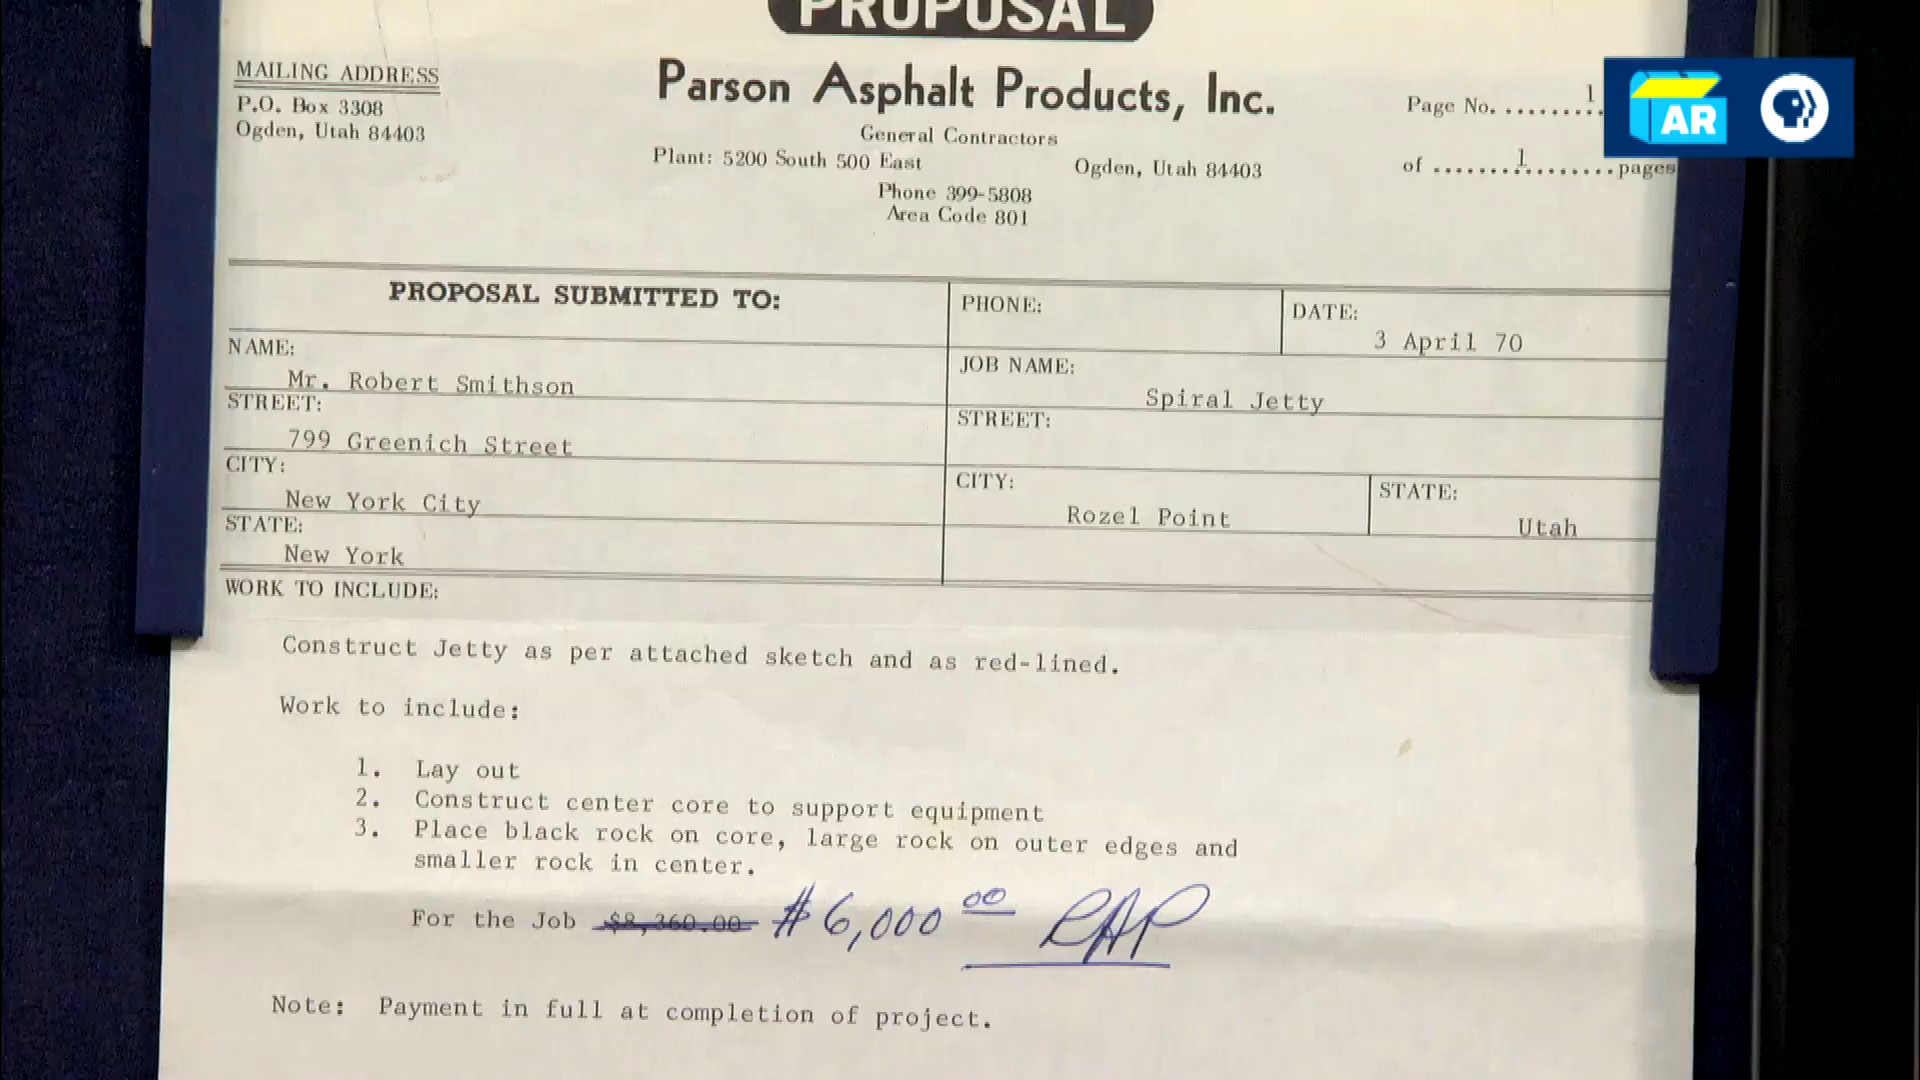 PROPOSAL
MAILING ADDRESS
P.O. Box 3308
Ogden, Utah 84403
Parson Asphalt Products, Inc.
General Contractors
Plant: 5200 South 500 East Ogden, Utah 84403
Phone 399-5808
Area Code 801
Page No. ......... 1
of ......1......... pages
AR
PROPOSAL SUBMITTED TO:
PHONE:
DATE:
3 April 70
NAME:
Mr. Robert Smithson
JOB NAME:
Spiral Jetty
STREET:
799 Greenich Street
STREET:
CITY:
New York City
CITY:
Rozel Point
STATE:
Utah
STATE:
New York
WORK TO INCLUDE:
Construct Jetty as per attached sketch and as red-lined.
Work to include:
1. Lay out
2. Construct center core to support equipment
3. Place black rock on core, large rock on outer edges and
smaller rock in center.
For the Job $8,360.00 #6,000 00 RAP
Note: Payment in full at completion of project.